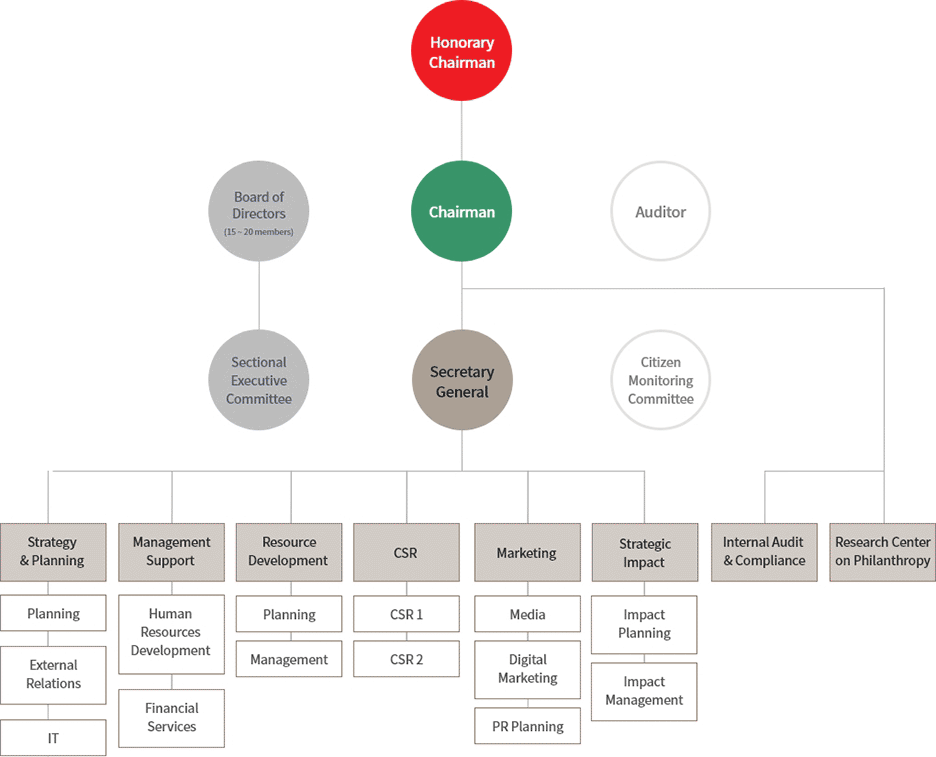 Honorary
Chairman
Board of
Directors
(15 ~ 20 members)
Chairman
Auditor
Sectional
Executive
Committee
Secretary
General
Citizen
Monitoring
Committee
Strategy
& Planning
Management
Support
Resource
Development
CSR
Marketing
Strategic
Impact
Internal Audit
& Compliance
Research Center
on Philanthropy
Planning
External
Relations
IT
Human
Resources
Development
Financial
Services
Planning
Management
CSR 1
CSR 2
Media
Digital
Marketing
PR Planning
Impact
Planning
Impact
Management